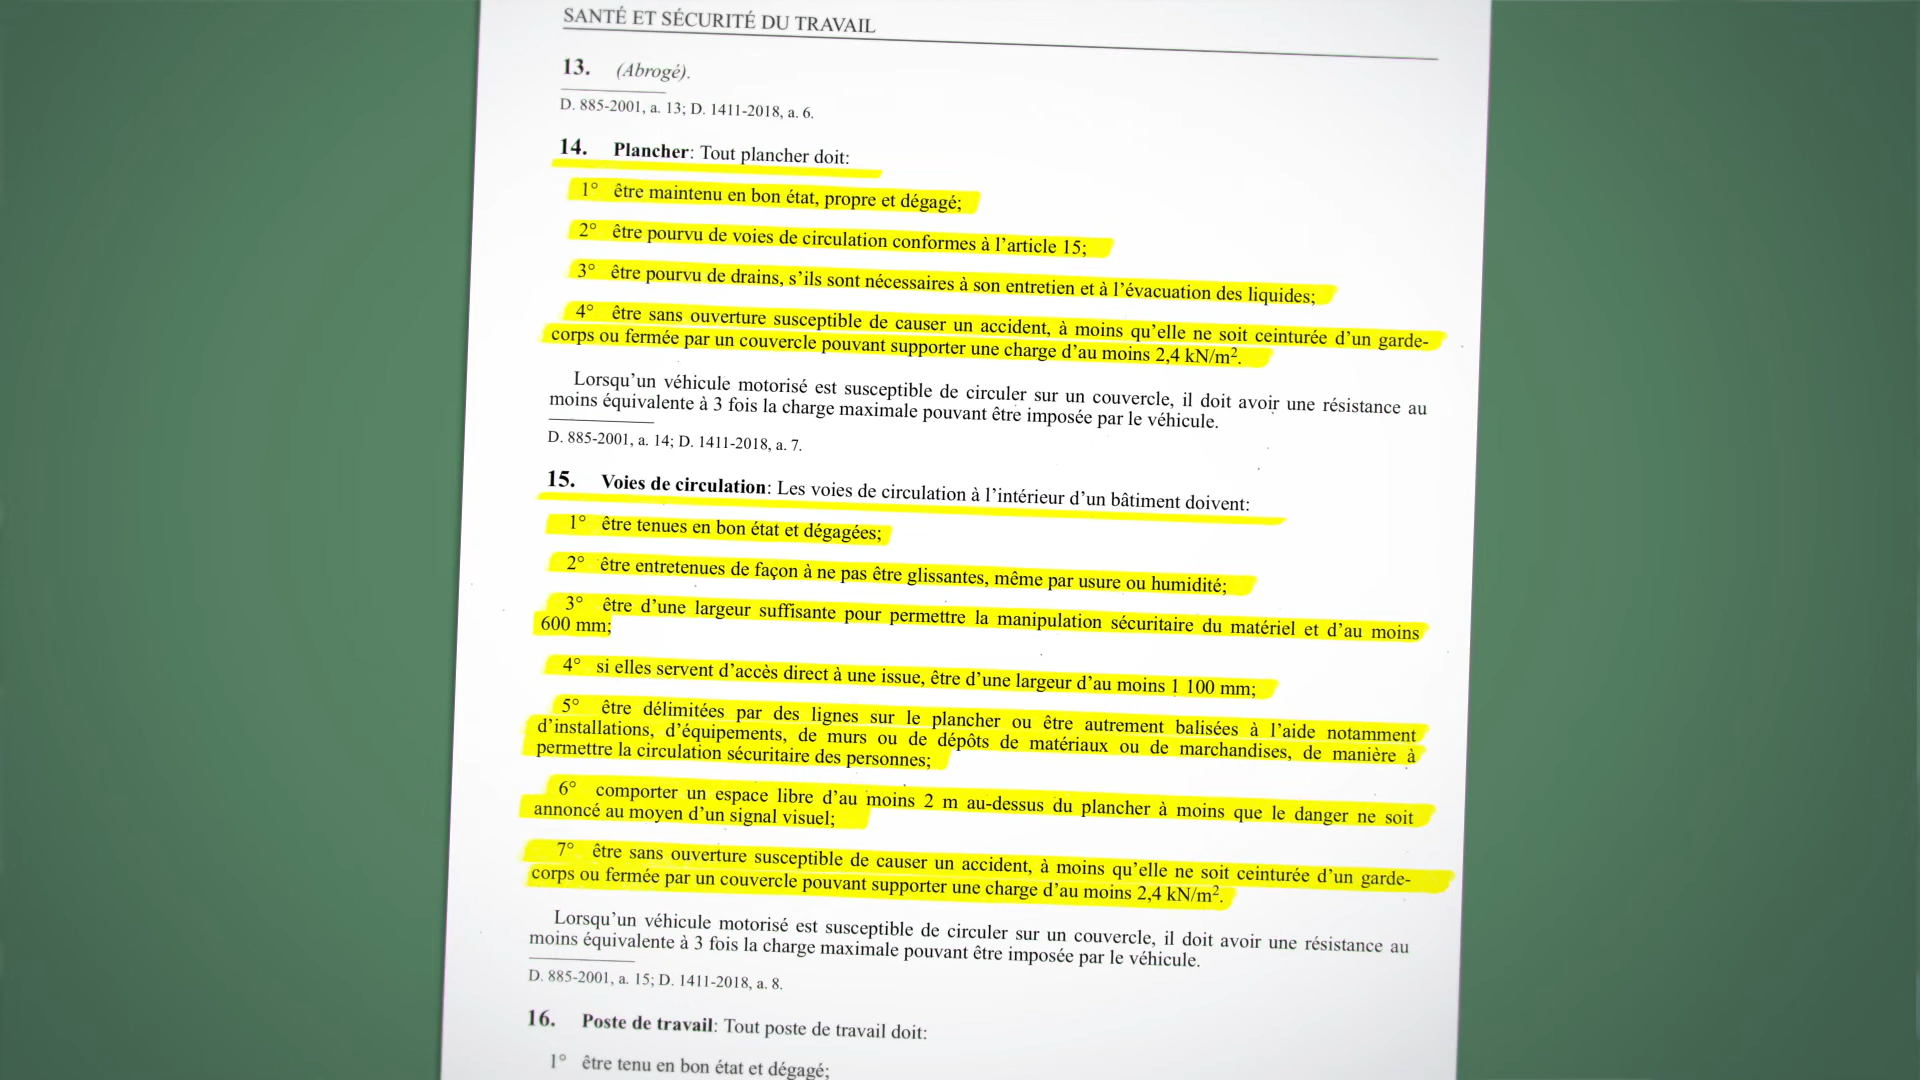 SANTÉ ET SÉCURITÉ DU TRAVAIL
13. (Abrogé).
D. 885-2001, a. 13; D. 1411-2018, a. 6.
14. Plancher: Tout plancher doit:
1° être maintenu en bon état, propre et dégagé;
2° être pourvu de voies de circulation conformes à l’article 15;
3° être pourvu de drains, s’ils sont nécessaires à son entretien et à l’évacuation des liquides;
4° être sans ouverture susceptible de causer un accident, à moins qu’elle ne soit ceinturée d’un garde-
corps ou fermée par un couvercle pouvant supporter une charge d’au moins 2,4 kN/m².
Lorsqu’un véhicule motorisé est susceptible de circuler sur un couvercle, il doit avoir une résistance au
moins équivalente à 3 fois la charge maximale pouvant être imposée par le véhicule.
D. 885-2001, a. 14; D. 1411-2018, a. 7.
15. Voies de circulation: Les voies de circulation à l’intérieur d’un bâtiment doivent:
1° être tenues en bon état et dégagées;
2° être entretenues de façon à ne pas être glissantes, même par usure ou humidité;
3° être d’une largeur suffisante pour permettre la manipulation sécuritaire du matériel et d’au moins
600 mm;
4° si elles servent d’accès direct à une issue, être d’une largeur d’au moins 1 100 mm;
5° être délimitées par des lignes sur le plancher ou être autrement balisées à l’aide notamment
d’installations, d’équipements, de murs ou de dépôts de matériaux ou de marchandises, de manière à
permettre la circulation sécuritaire des personnes;
6° comporter un espace libre d’au moins 2 m au-dessus du plancher à moins que le danger ne soit
annoncé au moyen d’un signal visuel;
7° être sans ouverture susceptible de causer un accident, à moins qu’elle ne soit ceinturée d’un garde-
corps ou fermée par un couvercle pouvant supporter une charge d’au moins 2,4 kN/m².
Lorsqu’un véhicule motorisé est susceptible de circuler sur un couvercle, il doit avoir une résistance au
moins équivalente à 3 fois la charge maximale pouvant être imposée par le véhicule.
D. 885-2001, a. 15; D. 1411-2018, a. 8.
16. Poste de travail: Tout poste de travail doit:
1° être tenu en bon état et dégagé;